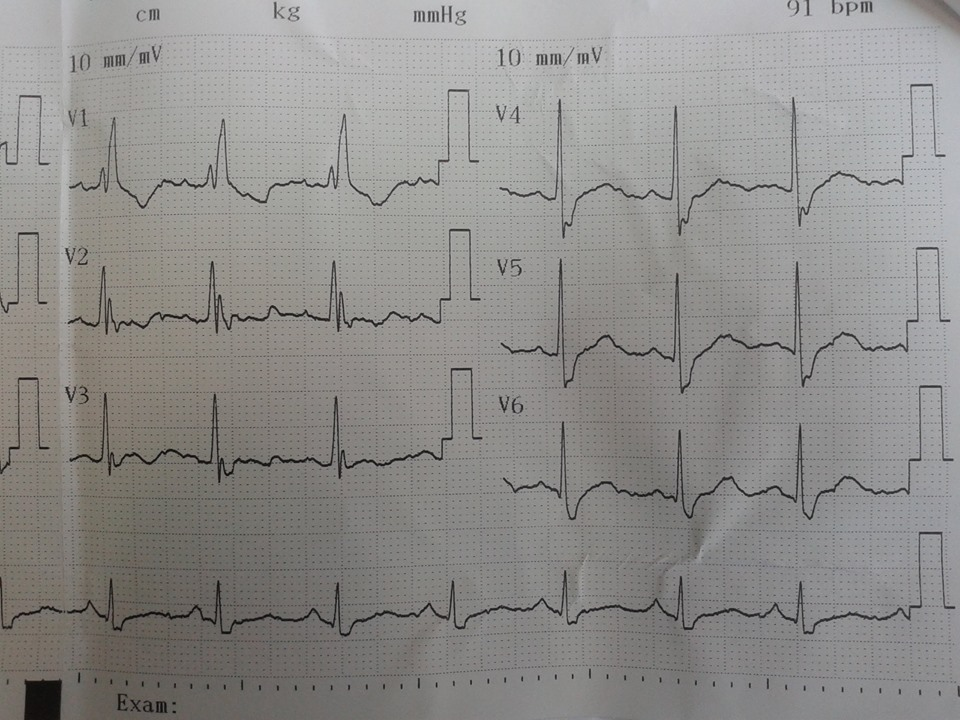 cm kg mmHg 91 bpm
10 mm/mV 10 mm/mV
V1 V4
V2 V5
V3 V6
Exam: